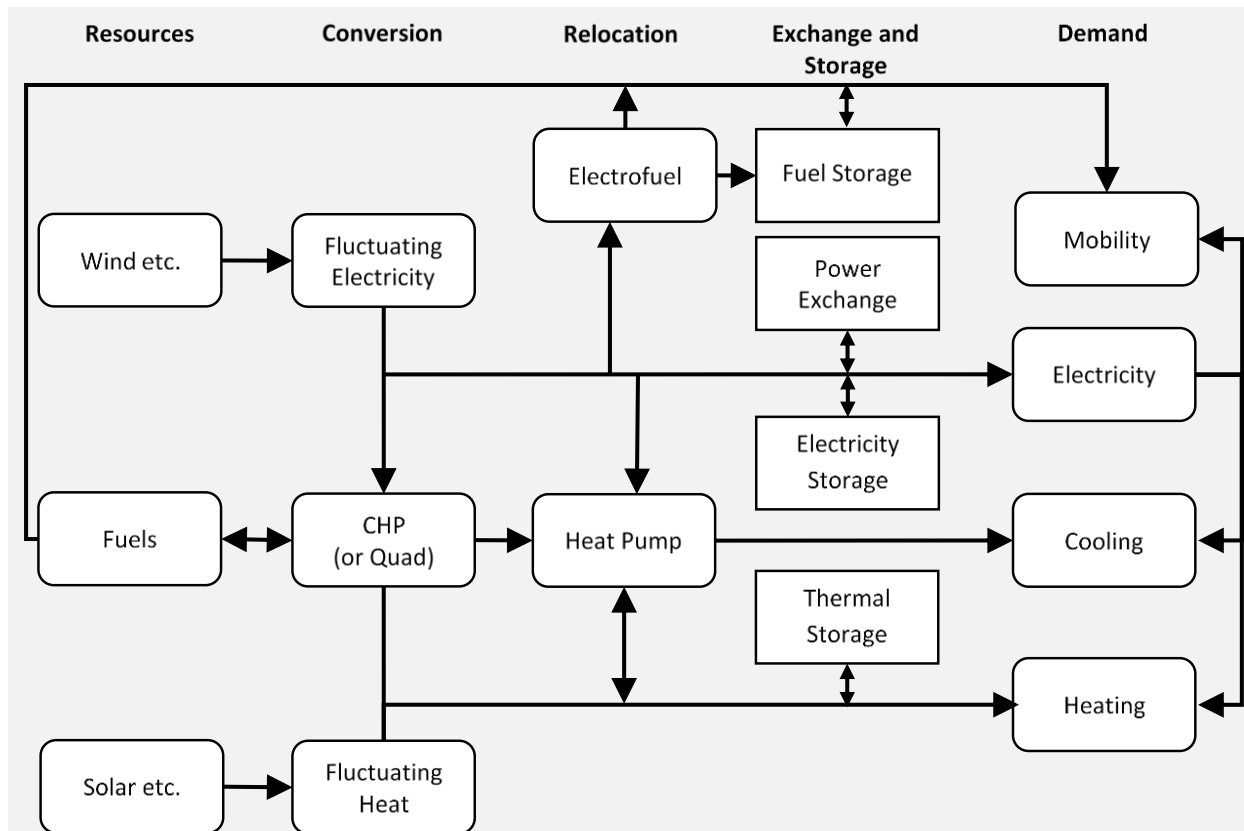 Resources
Conversion
Relocation
Exchange and
Storage
Demand
Electrofuel
Fuel Storage
Mobility
Wind etc.
Fluctuating
Electricity
Power
Exchange
Electricity
Electricity
Storage
Fuels
CHP
(or Quad)
Heat Pump
Cooling
Thermal
Storage
Heating
Solar etc.
Fluctuating
Heat